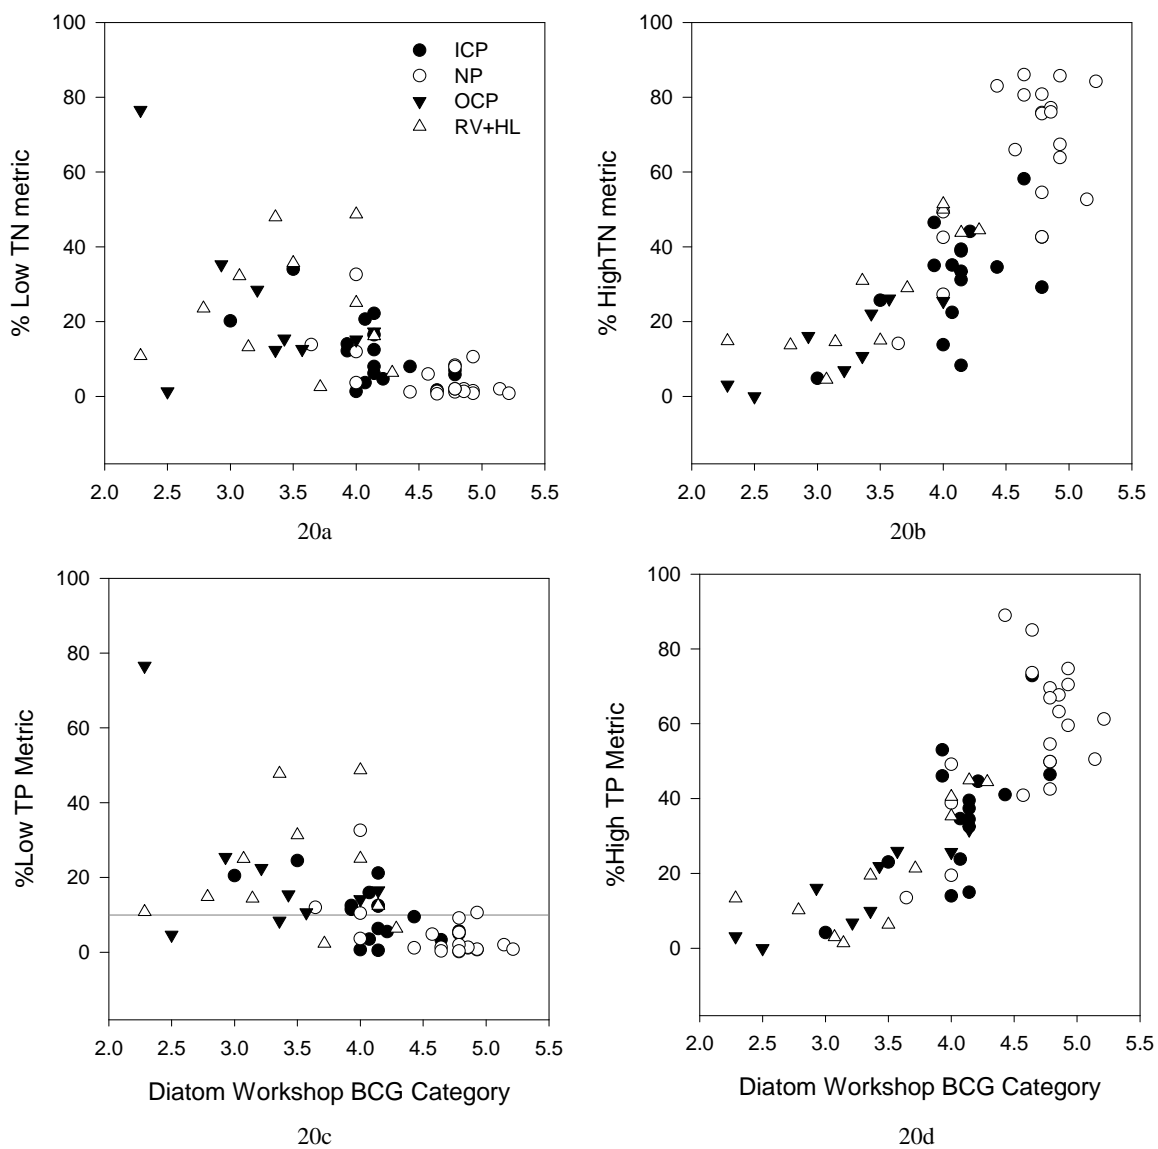 100
80
60
40
20
0
% Low TN metric
2.0 2.5 3.0 3.5 4.0 4.5 5.0 5.5
ICP
NP
OCP
RV+HL
20a
100
80
60
40
20
0
% HighTN metric
2.0 2.5 3.0 3.5 4.0 4.5 5.0 5.5
20b
100
80
60
40
20
0
%Low TP Metric
2.0 2.5 3.0 3.5 4.0 4.5 5.0 5.5
Diatom Workshop BCG Category
20c
100
80
60
40
20
0
%High TP Metric
2.0 2.5 3.0 3.5 4.0 4.5 5.0 5.5
Diatom Workshop BCG Category
20d